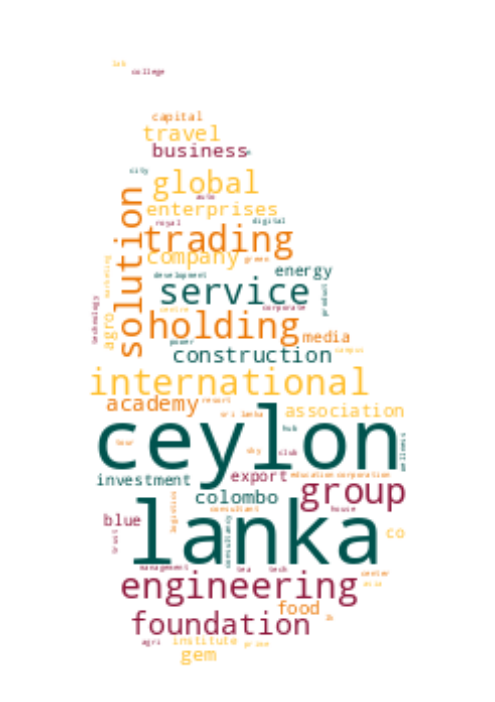 lab
college
capital
travel
business
city
global
auto
enterprises
royal
digital
solution
trading
company
green
marketing
development
energy
service
product
technology
centre
corporate
agro
holding
media
power
campus
construction
international
academy
resort
association
sri lanka
ceylon
hub
wellness
tour
sky
club
investment
export
education
corporation
colombo
group
logistics
consultant
house
blue
lanka
co
trust
consultancy
management
tea
tech
center
engineering
asia
food
foundation
agri
institute
prime
gem